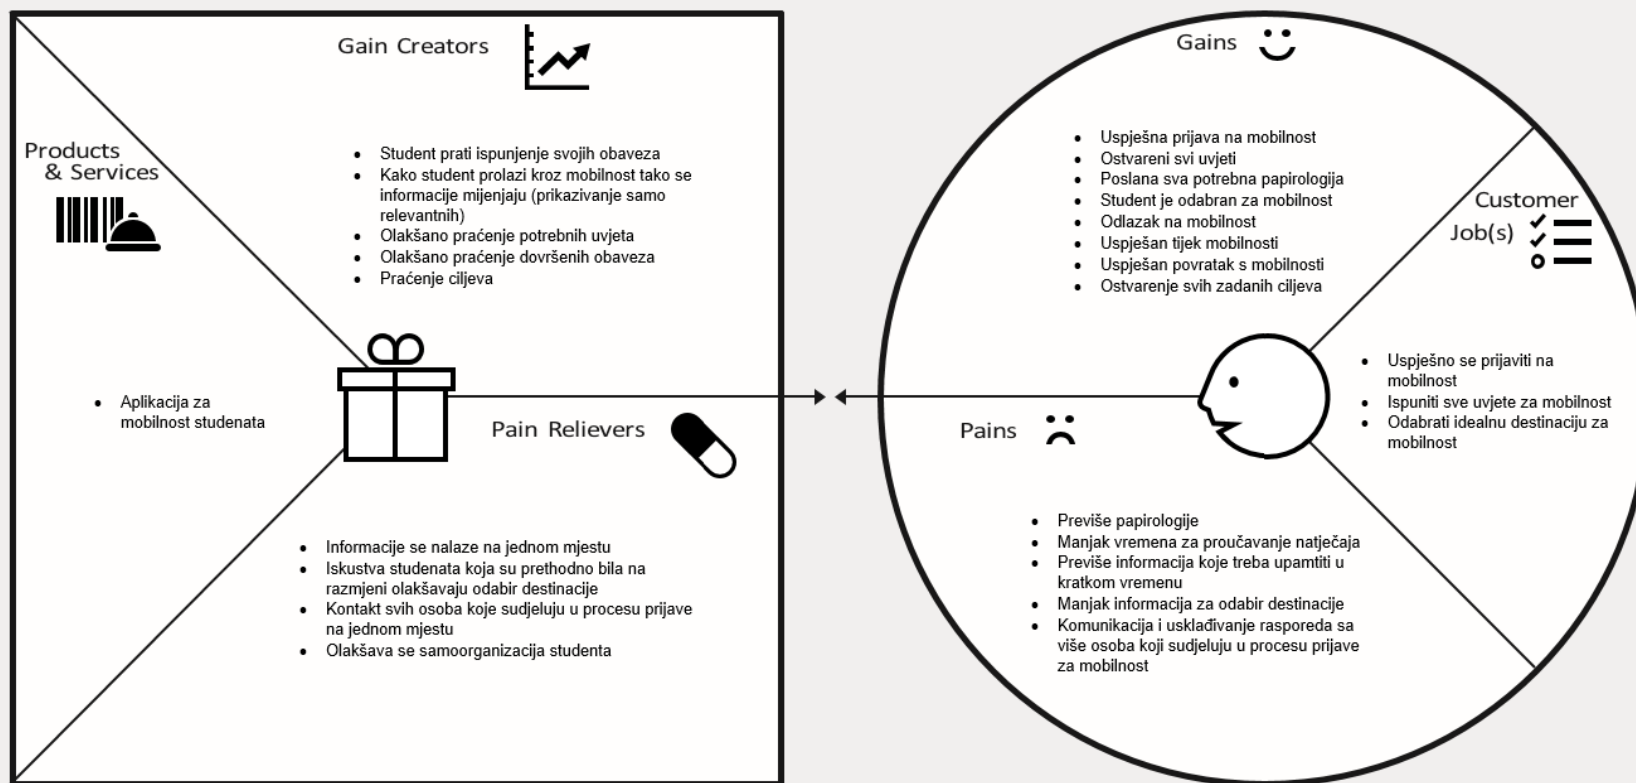 Gain Creators
Products
& Services
• Student prati ispunjenje svojih obaveza
• Kako student prolazi kroz mobilnost tako se
informacije mijenjaju (prikazivanje samo
relevantnih)
• Olakšano praćenje potrebnih uvjeta
• Olakšano praćenje dovršenih obaveza
• Praćenje ciljeva
• Aplikacija za
mobilnost studenata
Pain Relievers
• Informacije se nalaze na jednom mjestu
• Iskustva studenata koja su prethodno bila na
razmjeni olakšavaju odabir destinacije
• Kontakt svih osoba koje sudjeluju u procesu prijave
na jednom mjestu
• Olakšava se samoorganizacija studenta
Gains
• Uspješna prijava na mobilnost
• Ostvareni svi uvjeti
• Poslana sva potrebna papirologija
• Student je odabran za mobilnost
• Odlazak na mobilnost
• Uspješan tijek mobilnosti
• Uspješan povratak s mobilnosti
• Ostvarenje svih zadanih ciljeva
Customer
Job(s)
• Uspješno se prijaviti na
mobilnost
• Ispuniti sve uvjete za mobilnost
• Odabrati idealnu destinaciju za
mobilnost
Pains
• Previše papirologije
• Manjak vremena za proučavanje natječaja
• Previše informacija koje treba upamtiti u
kratkom vremenu
• Manjak informacija za odabir destinacije
• Komunikacija i usklađivanje rasporeda sa
više osoba koji sudjeluju u procesu prijave
za mobilnost